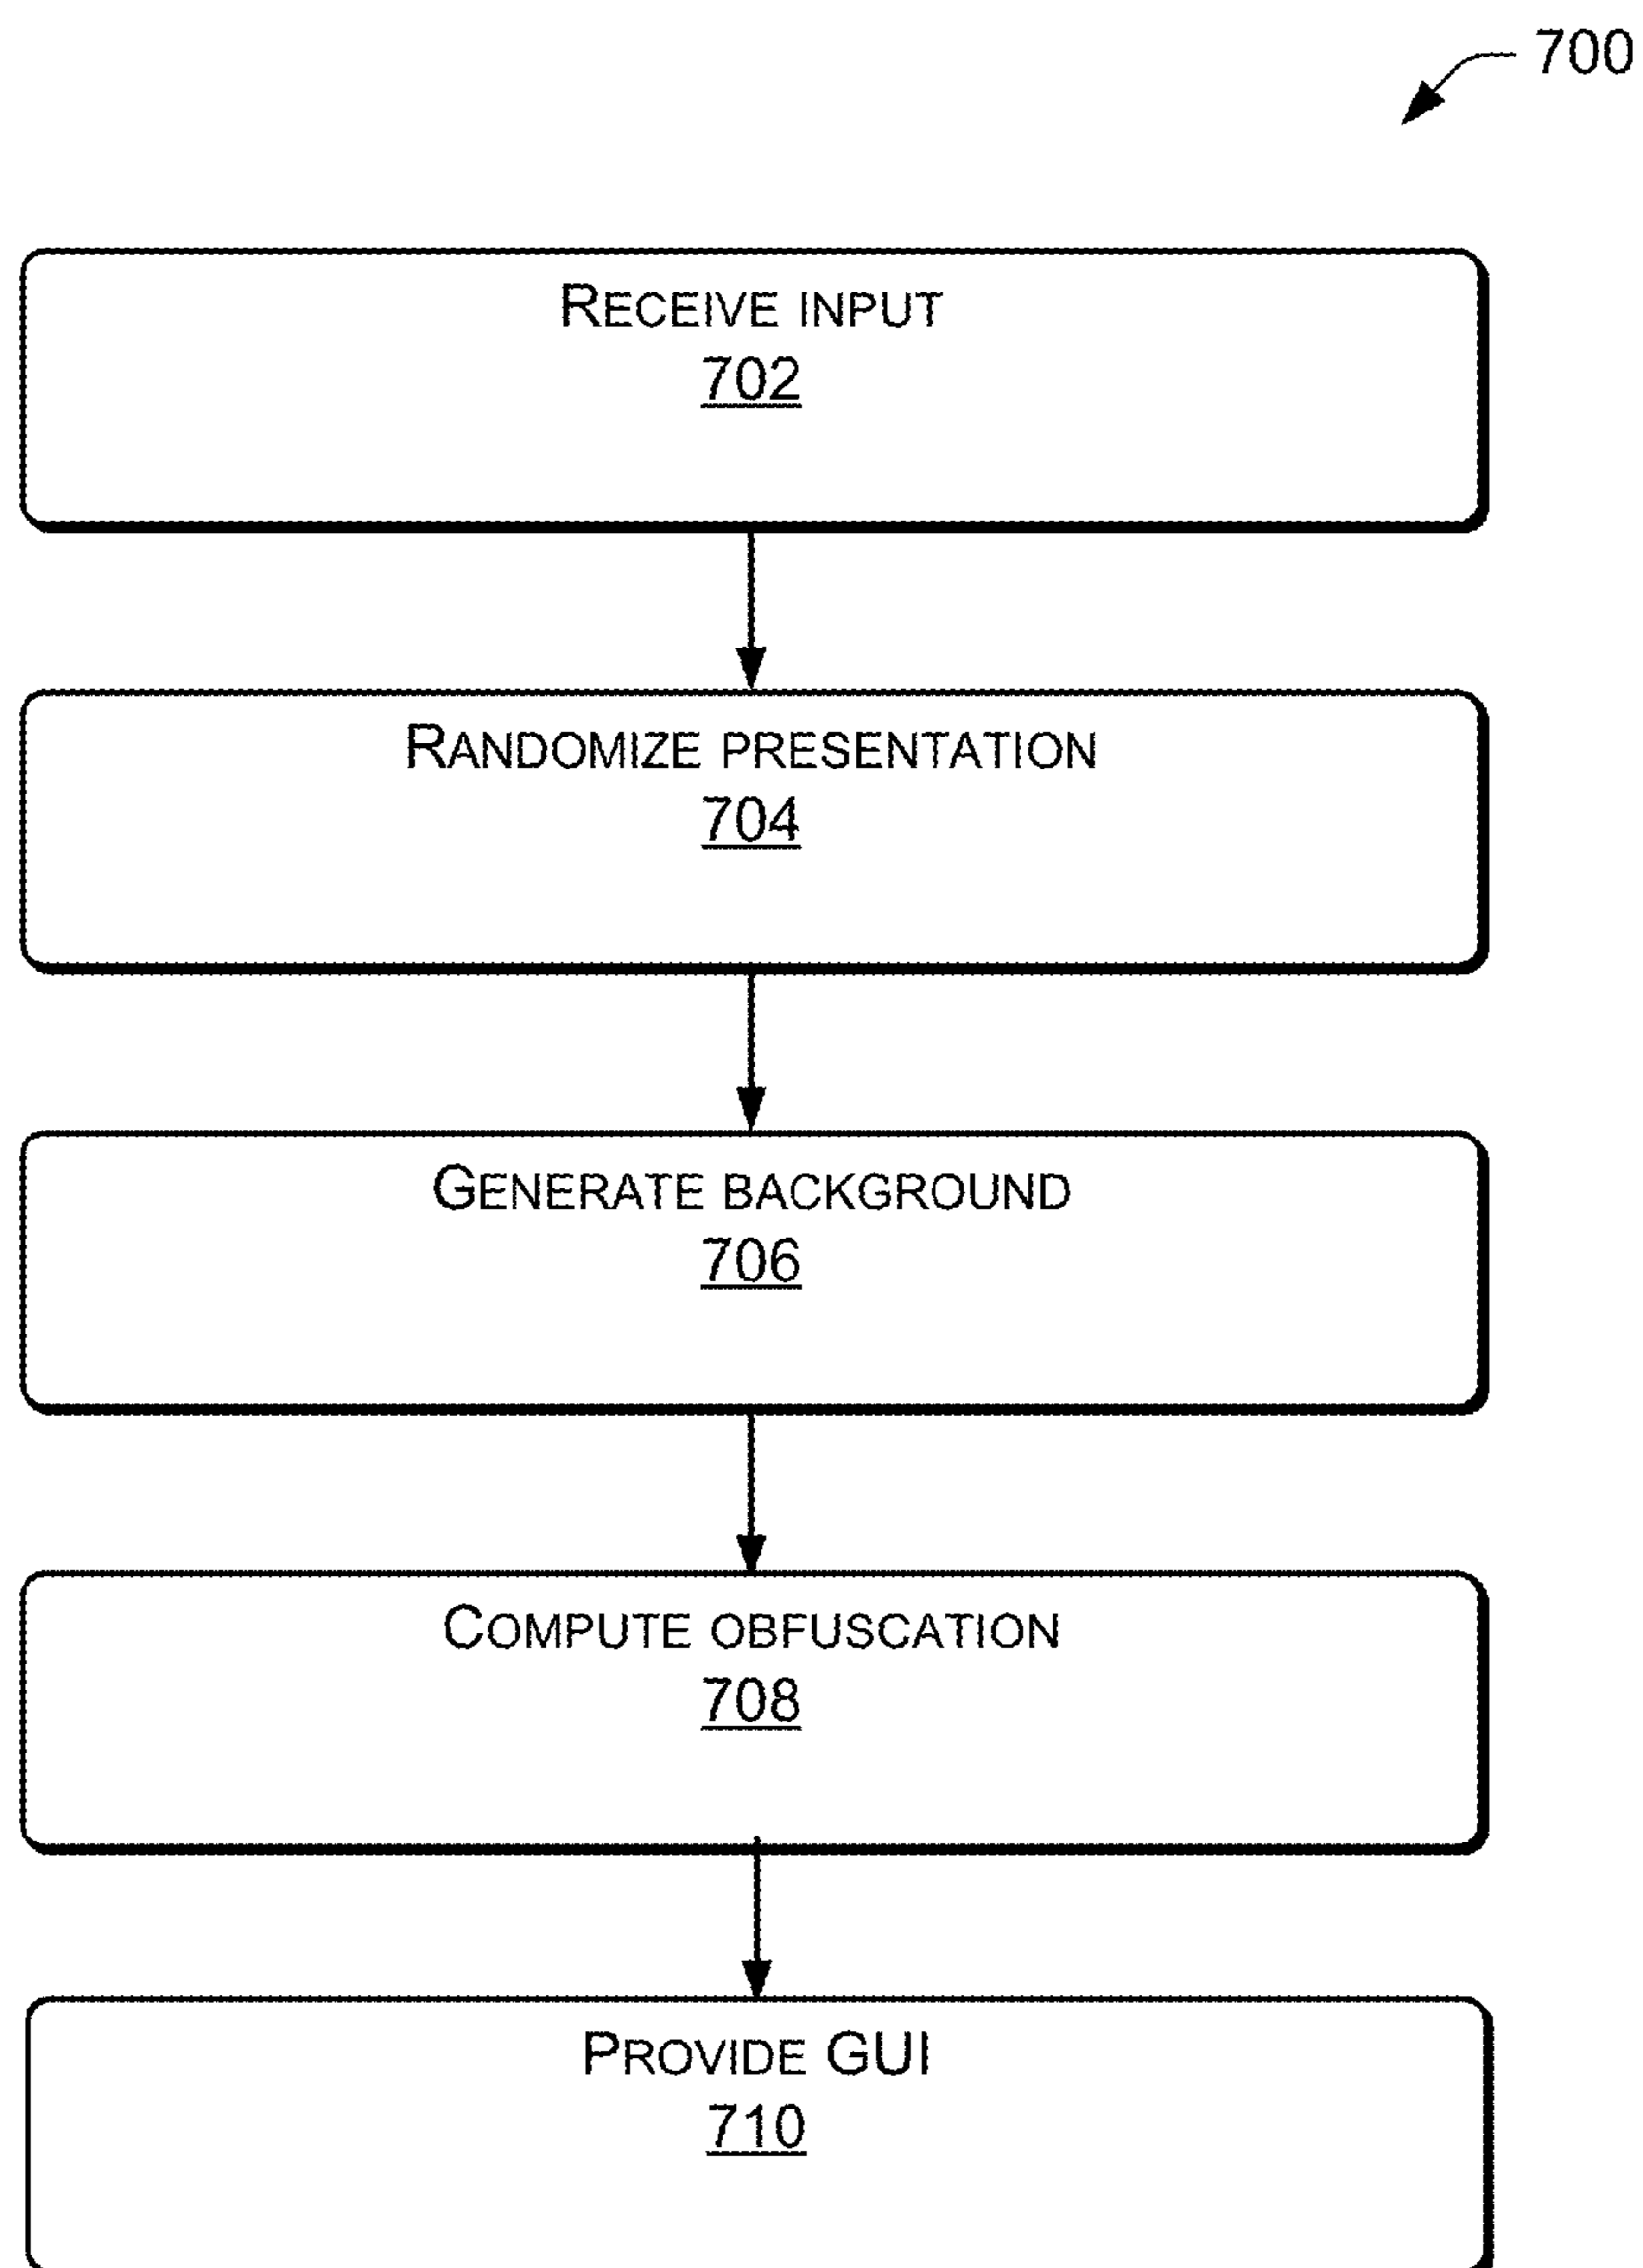 700
RECEIVE INPUT
702
RANDOMIZE PRESENTATION
704
GENERATE BACKGROUND
706
COMPUTE OBFUSCATION
708
PROVIDE GUI
710